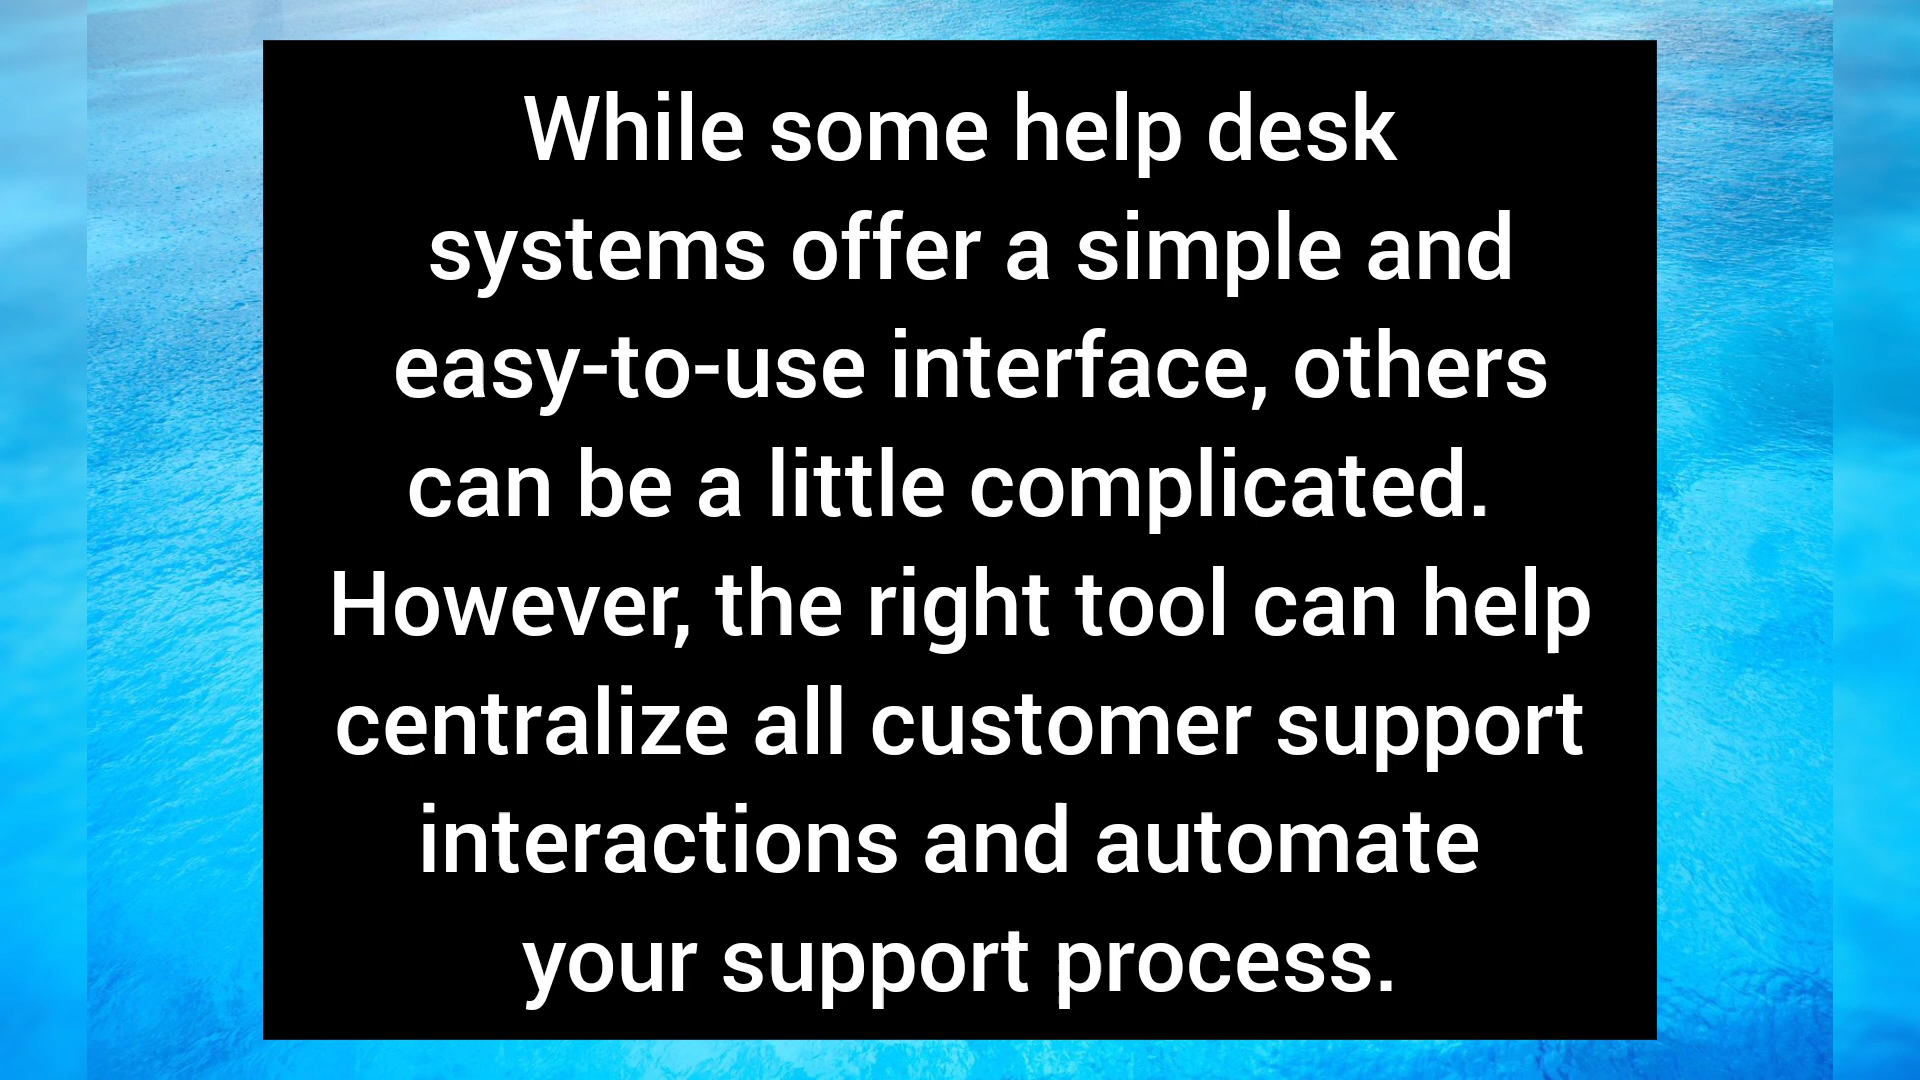 While some help desk
systems offer a simple and
easy-to-use interface, others
can be a little complicated.
However, the right tool can help
centralize all customer support
interactions and automate
your support process.